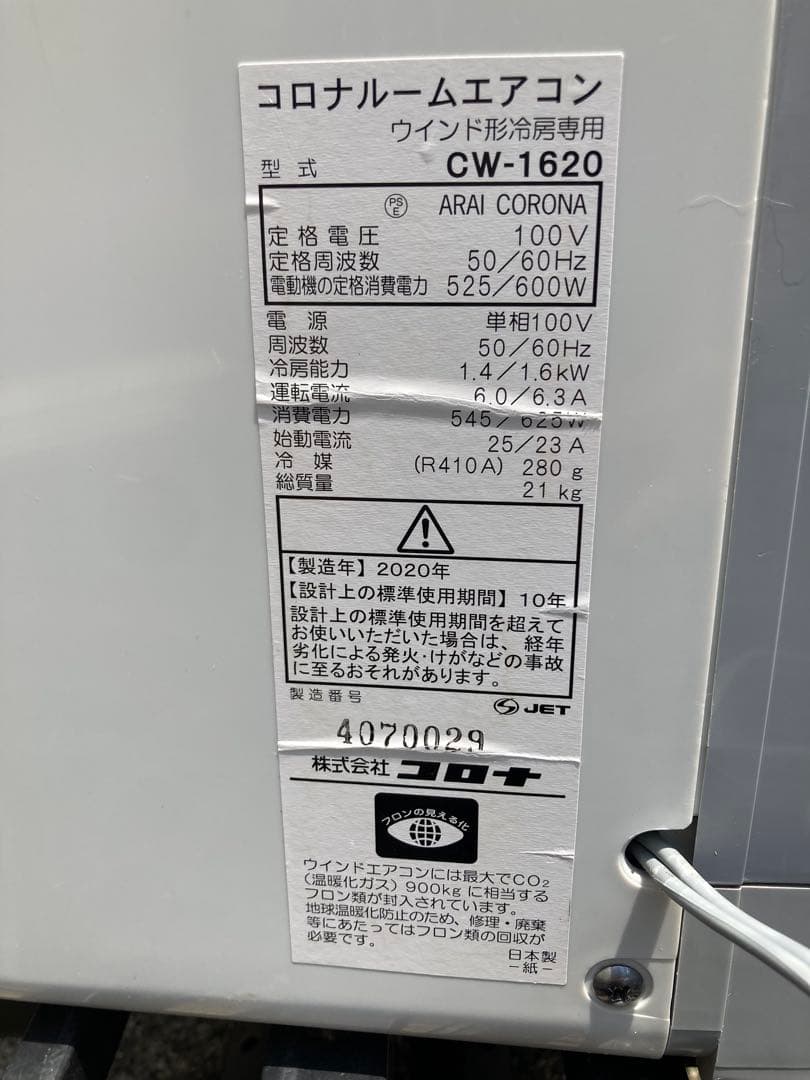 コロナルームエアコン
ウインド形冷房専用
型式 CW-1620
PSE ARAI CORONA
定格電圧 100V
定格周波数 50/60Hz
電動機の定格消費電力 525/600W
電源 単相100V
周波数 50/60Hz
冷房能力 1.4/1.6kW
運転電流 6.0/6.3A
消費電力 545/625W
始動電流 25/23A
冷媒 (R410A) 280g
総質量 21kg
【製造年】2020年
【設計上の標準使用期間】10年
設計上の標準使用期間を超えて
お使いいただいた場合は、経年
劣化による発火・けがなどの事故
に至るおそれがあります。
製造番号
JET
4070029
株式会社 コロナ
フロンの見える化
ウインドエアコンには最大でCO₂
(温暖化ガス)900kgに相当する
フロン類が封入されています。
地球温暖化防止のため、修理・廃棄
等にあたってはフロン類の回収が
必要です。
日本製
-紙-